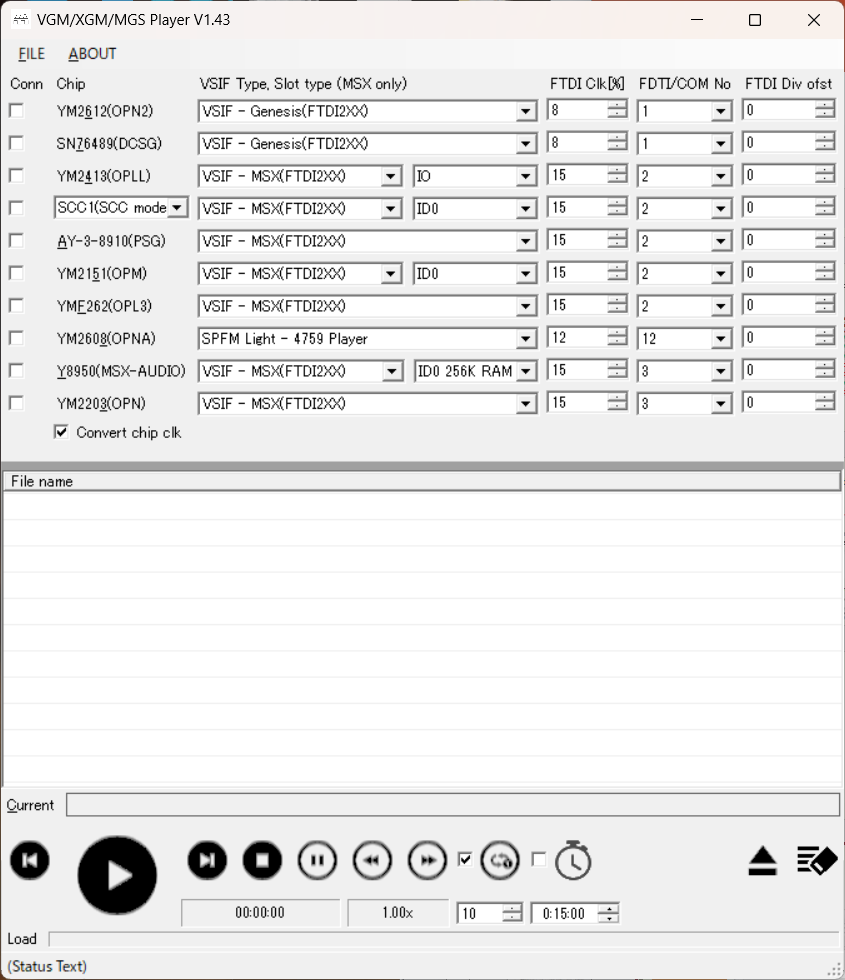 VGM/XGM/MGS Player V1.43
FILE ABOUT
Conn Chip VSIF Type, Slot type (MSX only) FTDI Clk[%] FDTI/COM No FTDI Div ofst
YM2612(OPN2) VSIF - Genesis(FTDI2XX) 8 1 0
SN76489(DCSG) VSIF - Genesis(FTDI2XX) 8 1 0
YM2413(OPLL) VSIF - MSX(FTDI2XX) IO 15 2 0
SCC1(SCC mode VSIF - MSX(FTDI2XX) ID0 15 2 0
AY-3-8910(PSG) VSIF - MSX(FTDI2XX) 15 2 0
YM2151(OPM) VSIF - MSX(FTDI2XX) ID0 15 2 0
YMF262(OPL3) VSIF - MSX(FTDI2XX) 15 2 0
YM2608(OPNA) SPFM Light - 4759 Player 12 12 0
Y8950(MSX-AUDIO) VSIF - MSX(FTDI2XX) ID0 256K RAM 15 3 0
YM2203(OPN) VSIF - MSX(FTDI2XX) 15 3 0
Convert chip clk
File name
Current
00:00:00 1.00x 10 0:15:00
Load
(Status Text)